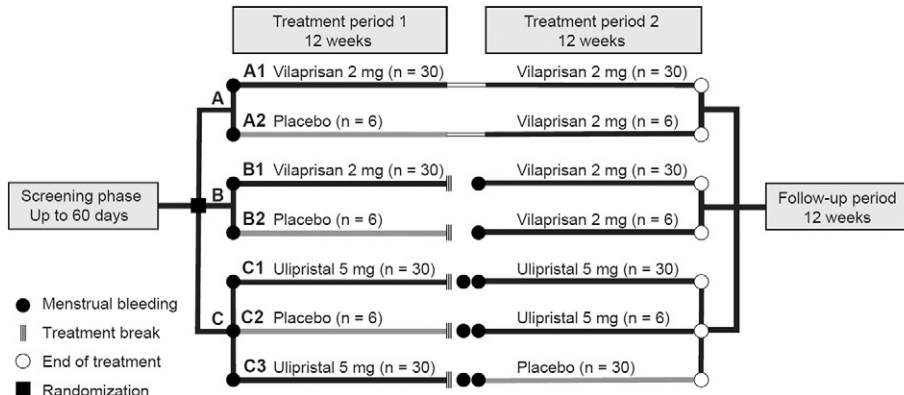 Treatment period 1
12 weeks
Treatment period 2
12 weeks
A
A1 Vilaprisan 2 mg (n = 30)
Vilaprisan 2 mg (n = 30)
A2 Placebo (n = 6)
Vilaprisan 2 mg (n = 6)
B
B1 Vilaprisan 2 mg (n = 30)
Vilaprisan 2 mg (n = 30)
B2 Placebo (n = 6)
Vilaprisan 2 mg (n = 6)
Screening phase
Up to 60 days
Follow-up period
12 weeks
C
C1 Ulipristal 5 mg (n = 30)
Ulipristal 5 mg (n = 30)
C2 Placebo (n = 6)
Ulipristal 5 mg (n = 6)
C3 Ulipristal 5 mg (n = 30)
Placebo (n = 30)
Menstrual bleeding
Treatment break
End of treatment
Randomization